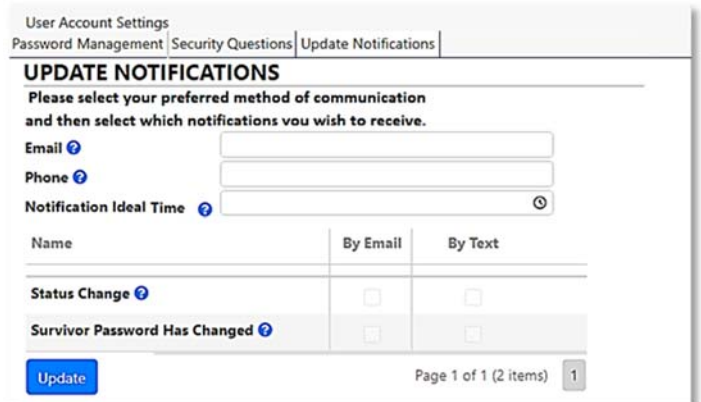 User Account Settings
Password Management Security Questions Update Notifications
UPDATE NOTIFICATIONS
Please select your preferred method of communication
and then select which notifications you wish to receive.
Email ?
Phone ?
Notification Ideal Time ?
Name By Email By Text
Status Change ?
Survivor Password Has Changed ?
Update Page 1 of 1 (2 items) 1